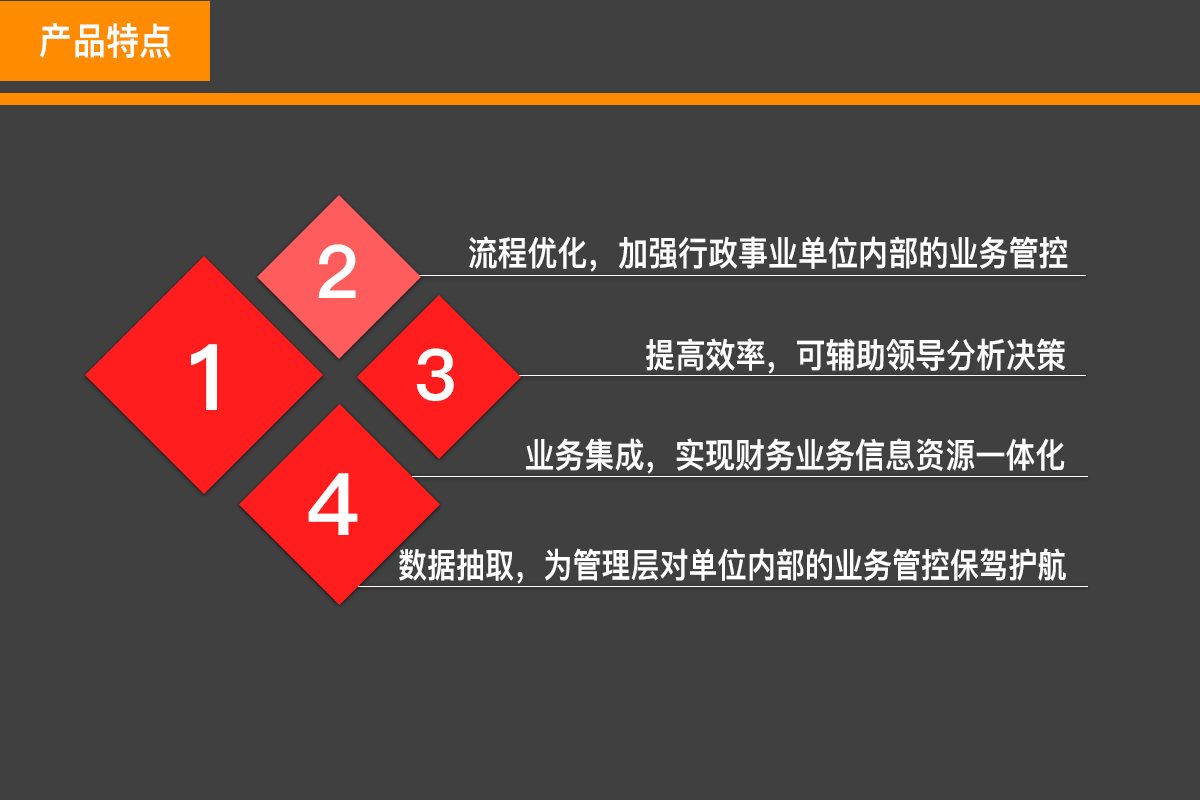 产品特点
2
流程优化，加强行政事业单位内部的业务管控
1
3
提高效率，可辅助领导分析决策
业务集成，实现财务业务信息资源一体化
4
数据抽取，为管理层对单位内部的业务管控保驾护航